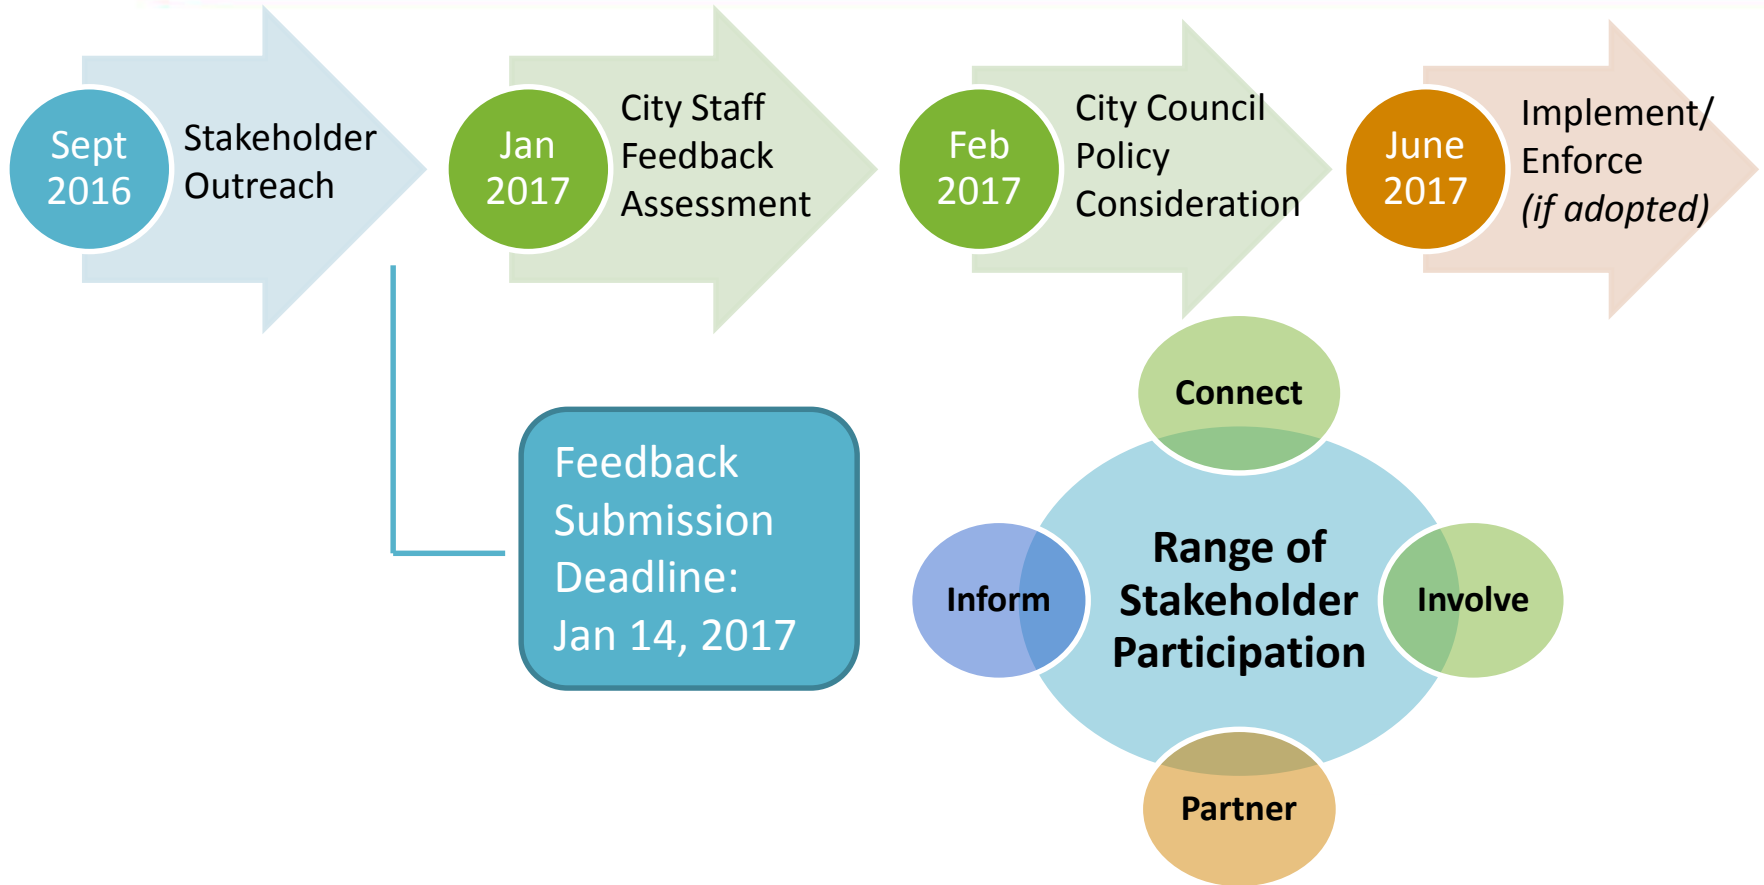 Sept
2016
Stakeholder
Outreach
Jan
2017
City Staff
Feedback
Assessment
Feb
2017
City Council
Policy
Consideration
June
2017
Implement/
Enforce
(if adopted)
Feedback
Submission
Deadline:
Jan 14, 2017
Connect
Inform
Range of
Stakeholder
Participation
Involve
Partner